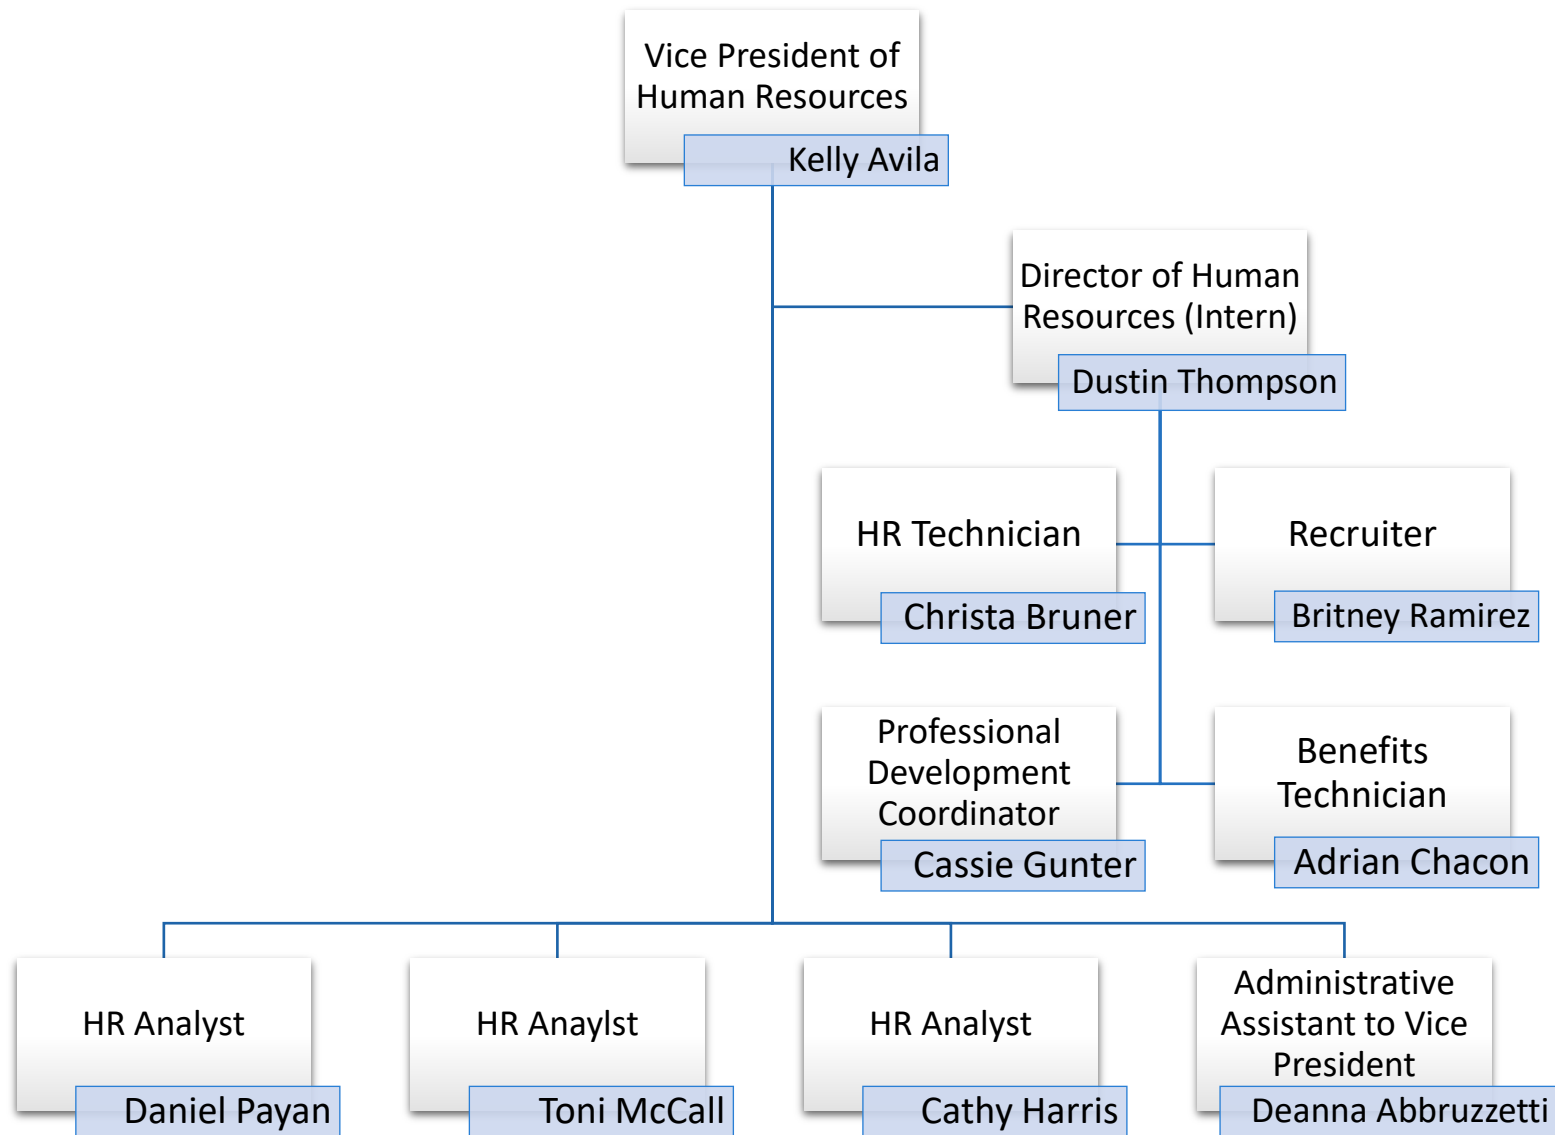 Vice President of
Human Resources
Kelly Avila
Director of Human
Resources (Intern)
Dustin Thompson
HR Technician
Christa Bruner
Recruiter
Britney Ramirez
Professional
Development
Coordinator
Cassie Gunter
Benefits
Technician
Adrian Chacon
HR Analyst
Daniel Payan
HR Anaylst
Toni McCall
HR Analyst
Cathy Harris
Administrative
Assistant to Vice
President
Deanna Abbruzzetti